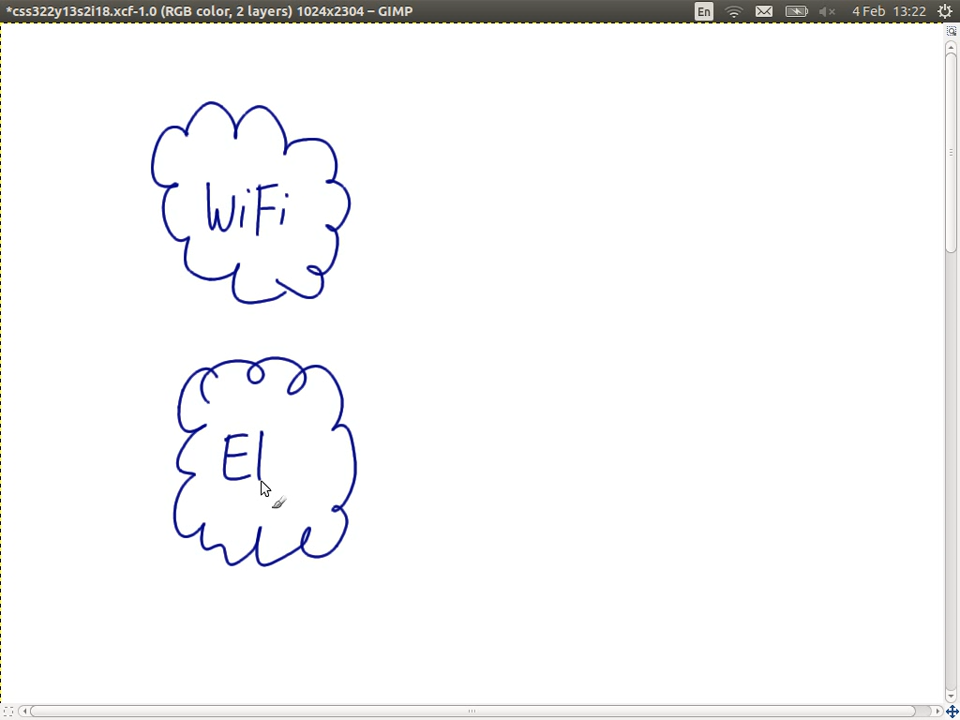 *css322y13s2i18.xcf-1.0 (RGB color, 2 layers) 1024x2304 – GIMP
En
4 Feb 13:22
WiFi
El